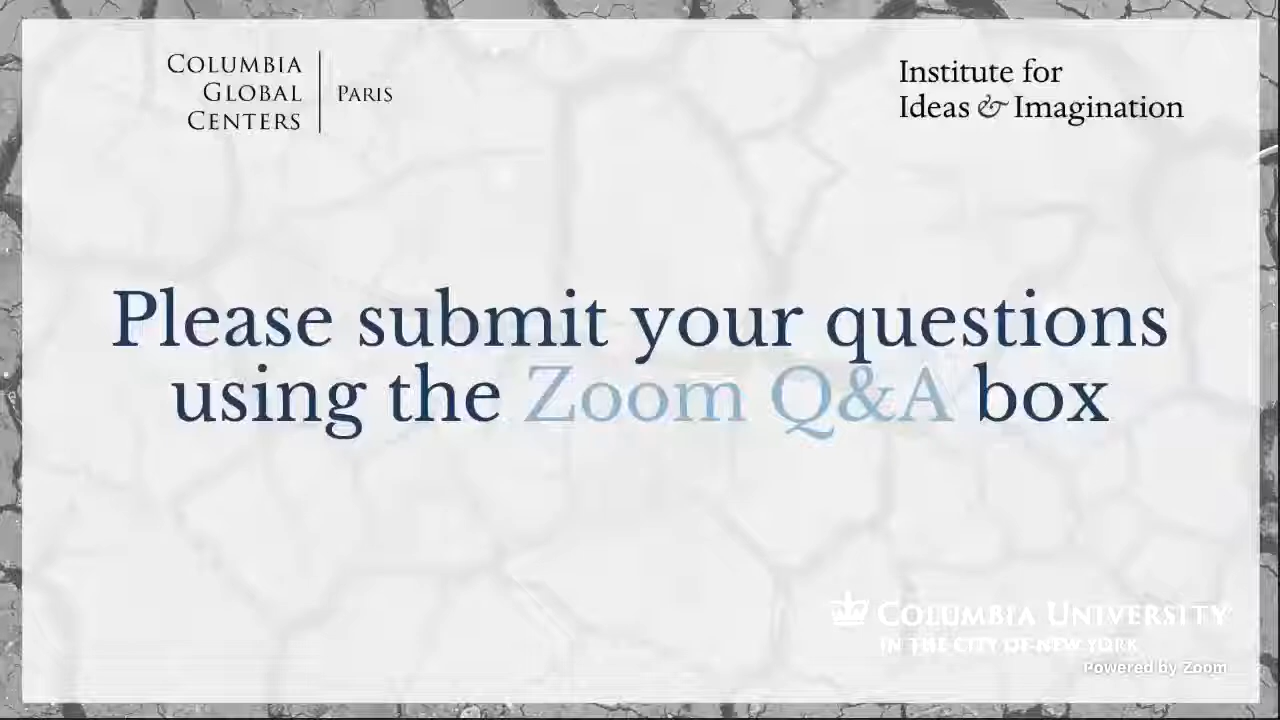 COLUMBIA
GLOBAL
CENTERS
PARIS
Institute for
Ideas & Imagination
Please submit your questions
using the Zoom Q&A box
COLUMBIA UNIVERSITY
IN THE CITY OF NEW YORK
Powered by Zoom